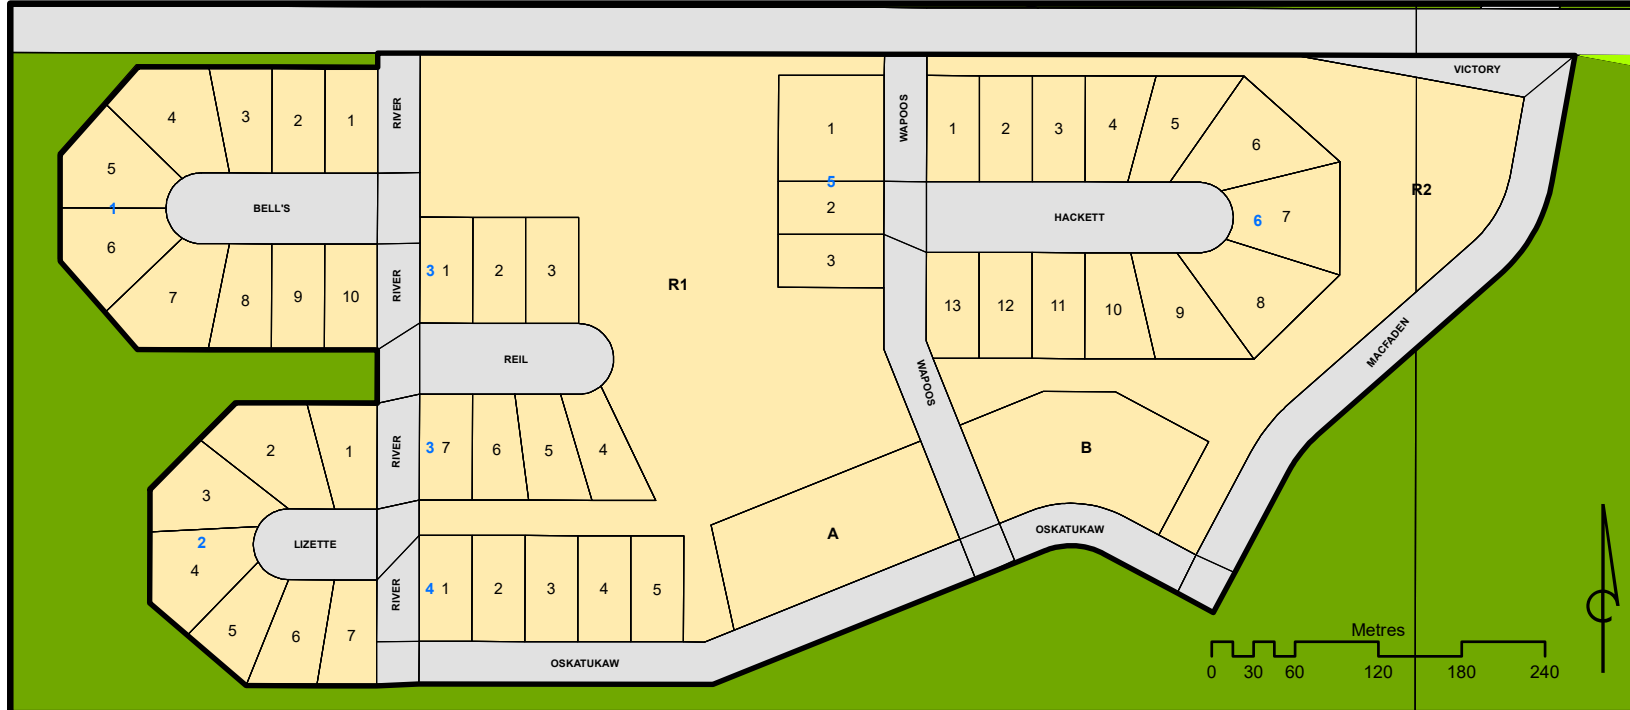 VICTORY
RIVER
WAPOOS
4
3
2
1
1
1
2
3
4
5
6
5
1
6
BELL'S
5
2
HACKETT
6
7
R2
7
8
9
10
RIVER
3 1
2
3
R1
3
13
12
11
10
9
8
REIL
WAPOOS
MACFADEN
2
1
RIVER
3 7
6
5
4
B
3
2
4
LIZETTE
A
OSKATUKAW
5
6
7
RIVER
4 1
2
3
4
5
OSKATUKAW
Metres
0 30 60 120 180 240